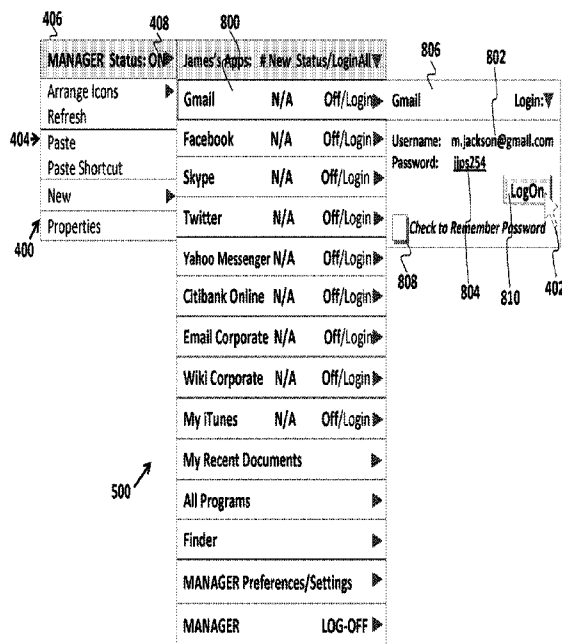 406
408
800
806
802
MANAGER Status: ON
James's Apps: # New Status/LoginAll
Arrange Icons
Refresh
404
Paste
Paste Shortcut
New
400
Properties
Gmail N/A Off/Login
Facebook N/A Off/Login
Skype N/A Off/Login
Twitter N/A Off/Login
Yahoo Messenger N/A Off/Login
Citibank Online N/A Off/Login
Email Corporate N/A Off/Login
Wiki Corporate N/A Off/Login
My iTunes N/A Off/Login
My Recent Documents
500
All Programs
Finder
MANAGER Preferences/Settings
MANAGER LOG-OFF
Gmail Login:
Username: m.jackson@gmail.com
Password: jjps254
LogOn
Check to Remember Password
808
804
810
402